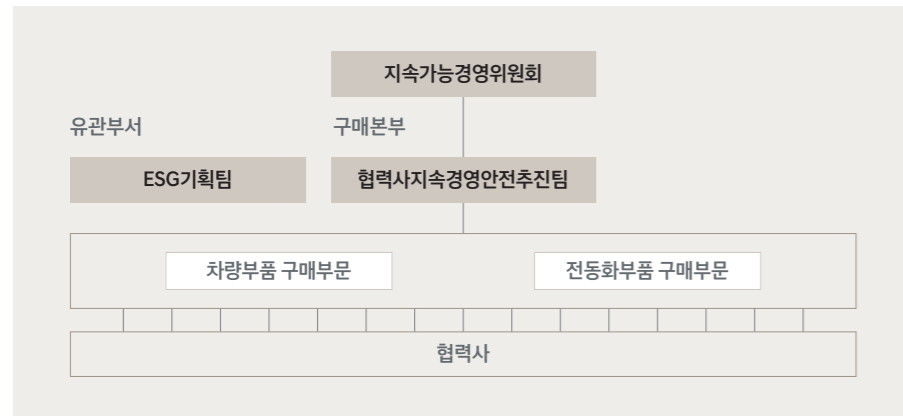 지속가능경영위원회
유관부서
구매본부
ESG기획팀
협력사지속경영안전추진팀
차량부품 구매부문
전동화부품 구매부문
협력사